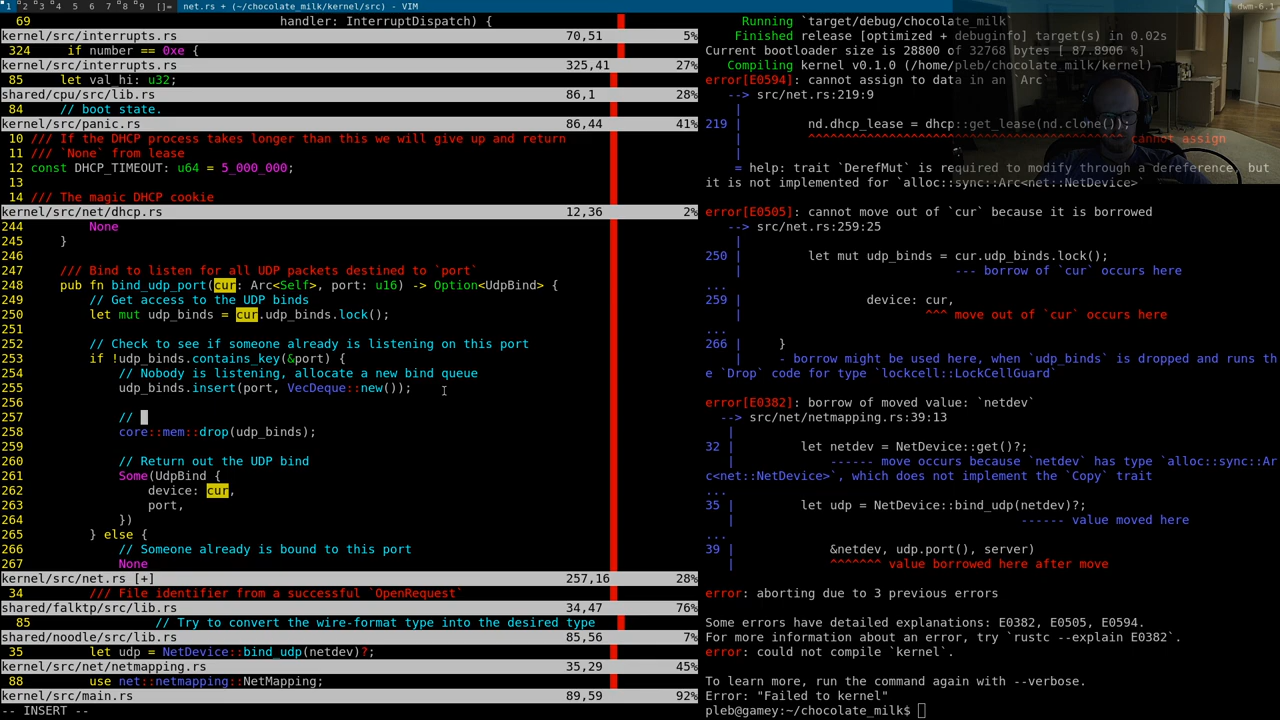 1 2 3 4 5 6 7 8 9 []= net.rs + (~/chocolate_milk/kernel/src) - VIM dwm-6.1
69 handler: InterruptDispatch) {
kernel/src/interrupts.rs 70,51 5%
324 if number == 0xe {
kernel/src/interrupts.rs 325,41 27%
85 let val_hi: u32;
shared/cpu/src/lib.rs 86,1 28%
84 // boot state.
kernel/src/panic.rs 86,44 41%
10 /// If the DHCP process takes longer than this we will give up and return
11 /// `None` from lease
12 const DHCP_TIMEOUT: u64 = 5_000_000;
13
14 /// The magic DHCP cookie
kernel/src/net/dhcp.rs 12,36 2%
244 None
245 }
246
247 /// Bind to listen for all UDP packets destined to `port`
248 pub fn bind_udp_port(cur: Arc<Self>, port: u16) -> Option<UdpBind> {
249 // Get access to the UDP binds
250 let mut udp_binds = cur.udp_binds.lock();
251
252 // Check to see if someone already is listening on this port
253 if !udp_binds.contains_key(&port) {
254 // Nobody is listening, allocate a new bind queue
255 udp_binds.insert(port, VecDeque::new());
256
257 //
258 core::mem::drop(udp_binds);
259
260 // Return out the UDP bind
261 Some(UdpBind {
262 device: cur,
263 port,
264 })
265 } else {
266 // Someone already is bound to this port
267 None
kernel/src/net.rs [+] 257,16 28%
34 /// File identifier from a successful `OpenRequest`
shared/falktp/src/lib.rs 34,47 76%
85 // Try to convert the wire-format type into the desired type
shared/noodle/src/lib.rs 85,56 7%
35 let udp = NetDevice::bind_udp(netdev)?;
kernel/src/net/netmapping.rs 35,29 45%
88 use net::netmapping::NetMapping;
kernel/src/main.rs 89,59 92%
-- INSERT --
Running `target/debug/chocolate_milk`
Finished release [optimized + debuginfo] target(s) in 0.02s
Current bootloader size is 28800 of 32768 bytes [ 87.8906 %]
Compiling kernel v0.1.0 (/home/pleb/chocolate_milk/kernel)
error[E0594]: cannot assign to data in an `Arc`
--> src/net.rs:219:9
|
219 | nd.dhcp_lease = dhcp::get_lease(nd.clone());
| ^^^^^^^^^^^^^^^^^^^^^^^^^^^^^^^^^^^^^^^^^^^ cannot assign
|
= help: trait `DerefMut` is required to modify through a dereference, but
it is not implemented for `alloc::sync::Arc<net::NetDevice>`
error[E0505]: cannot move out of `cur` because it is borrowed
--> src/net.rs:259:25
|
250 | let mut udp_binds = cur.udp_binds.lock();
| --- borrow of `cur` occurs here
...
259 | device: cur,
| ^^^ move out of `cur` occurs here
...
266 | }
| - borrow might be used here, when `udp_binds` is dropped and runs th
e `Drop` code for type `lockcell::LockCellGuard`
error[E0382]: borrow of moved value: `netdev`
--> src/net/netmapping.rs:39:13
|
32 | let netdev = NetDevice::get()?;
| ------ move occurs because `netdev` has type `alloc::sync::Ar
c<net::NetDevice>`, which does not implement the `Copy` trait
...
35 | let udp = NetDevice::bind_udp(netdev)?;
| ------ value moved here
...
39 | &netdev, udp.port(), server)
| ^^^^^^^ value borrowed here after move
error: aborting due to 3 previous errors
Some errors have detailed explanations: E0382, E0505, E0594.
For more information about an error, try `rustc --explain E0382`.
error: could not compile `kernel`.
To learn more, run the command again with --verbose.
Error: "Failed to kernel"
pleb@gamey:~/chocolate_milk$